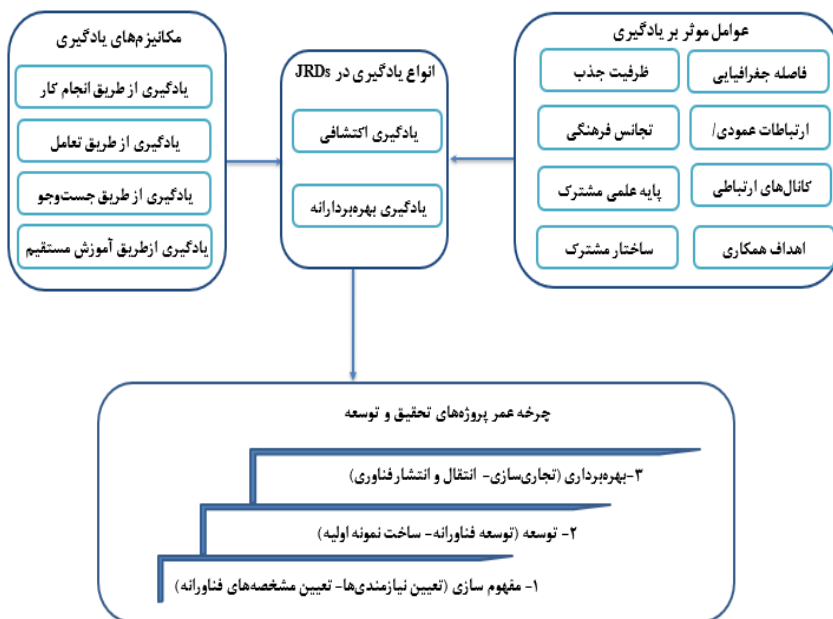 عوامل موثر بر یادگیری
فاصله جغرافیایی
ظرفیت جذب
ارتباطات عمودی/
تجانس فرهنگی
کانال‌های ارتباطی
پایه علمی مشترک
اهداف همکاری
ساختار مشترک
انواع یادگیری در JRDs
یادگیری اکتشافی
یادگیری بهره‌بردارانه
مکانیزم‌های یادگیری
یادگیری از طریق انجام کار
یادگیری از طریق تعامل
یادگیری از طریق جست‌وجو
یادگیری ازطریق آموزش مستقیم
چرخه عمر پروژه‌های تحقیق و توسعه
۳-بهره‌برداری (تجاری‌سازی- انتقال و انتشار فناوری)
۲- توسعه (توسعه فناورانه- ساخت نمونه اولیه)
۱- مفهوم سازی (تعیین نیازمندی‌ها- تعیین مشخصه‌های فناورانه)